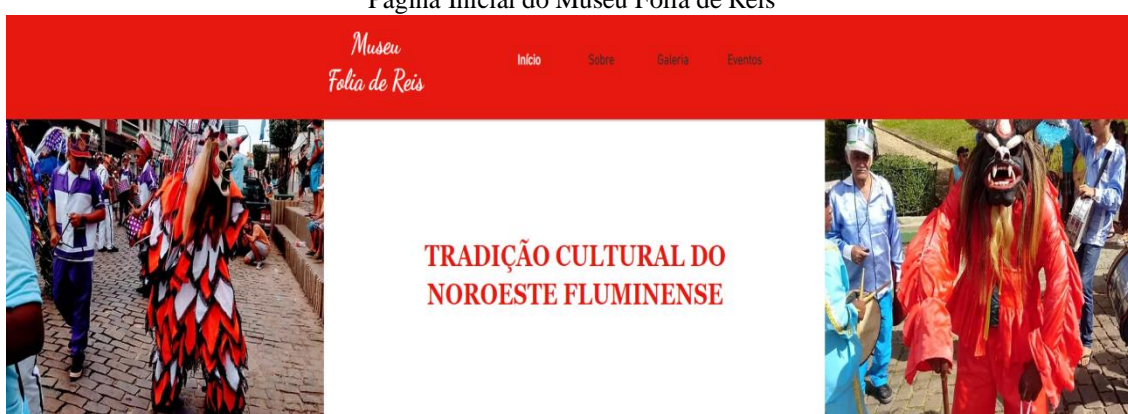 Página Inicial do Museu Folia de Reis
Museu
Folia de Reis
Início Sobre Galeria Eventos
TRADIÇÃO CULTURAL DO
NOROESTE FLUMINENSE